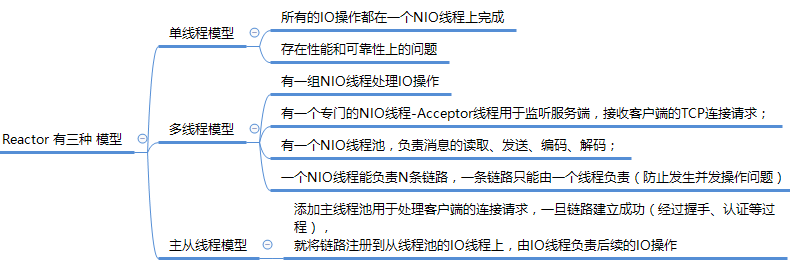 Reactor 有三种 模型
单线程模型
所有的IO操作都在一个NIO线程上完成
存在性能和可靠性上的问题
多线程模型
有一组NIO线程处理IO操作
有一个专门的NIO线程-Acceptor线程用于监听服务端，接收客户端的TCP连接请求；
有一个NIO线程池，负责消息的读取、发送、编码、解码；
一个NIO线程能负责N条链路，一条链路只能由一个线程负责（防止发生并发操作问题）
主从线程模型
添加主线程池用于处理客户端的连接请求，一旦链路建立成功（经过握手、认证等过
程），
就将链路注册到从线程池的IO线程上，由IO线程负责后续的IO操作